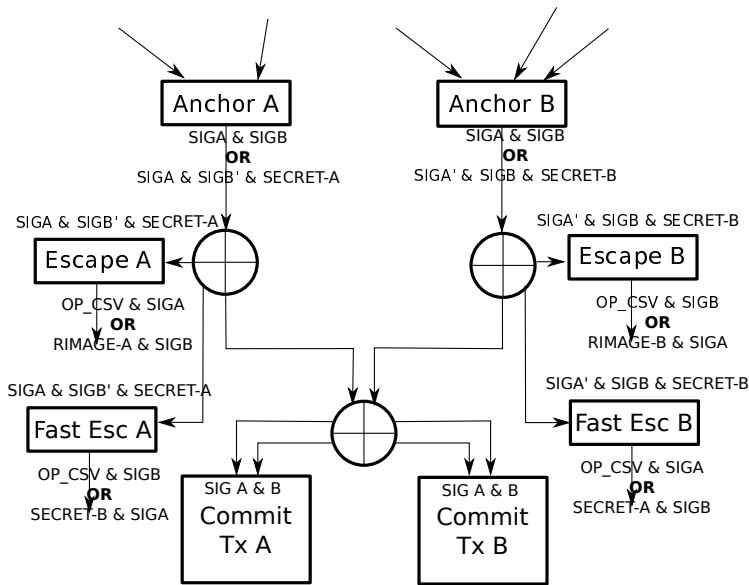 Anchor A
SIGA & SIGB
OR
SIGA & SIGB' & SECRET-A
Anchor B
SIGA & SIGB
OR
SIGA' & SIGB & SECRET-B
SIGA & SIGB' & SECRET-A
Escape A
OP_CSV & SIGA
OR
RIMAGE-A & SIGB
SIGA' & SIGB & SECRET-B
Escape B
OP_CSV & SIGB
OR
RIMAGE-B & SIGA
SIGA & SIGB' & SECRET-A
Fast Esc A
OP_CSV & SIGB
OR
SECRET-B & SIGA
SIGA' & SIGB & SECRET-B
Fast Esc B
OP_CSV & SIGA
OR
SECRET-A & SIGB
SIG A & B
Commit
Tx A
SIG A & B
Commit
Tx B